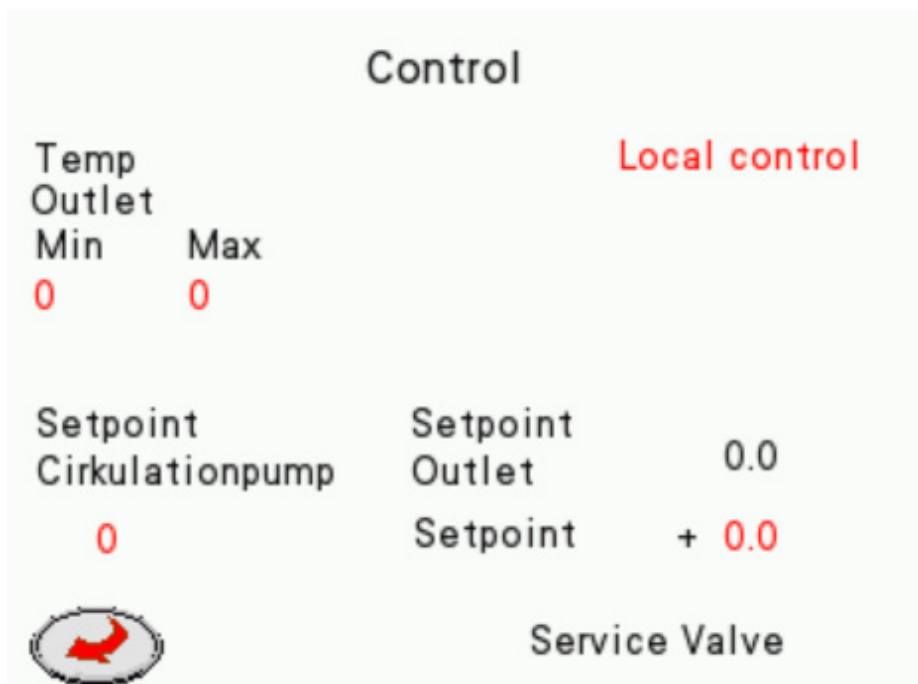 Control
Temp
Outlet
Min Max
0 0
Local control
Setpoint
Cirkulationpump
0
Setpoint
Outlet 0.0
Setpoint + 0.0
Service Valve